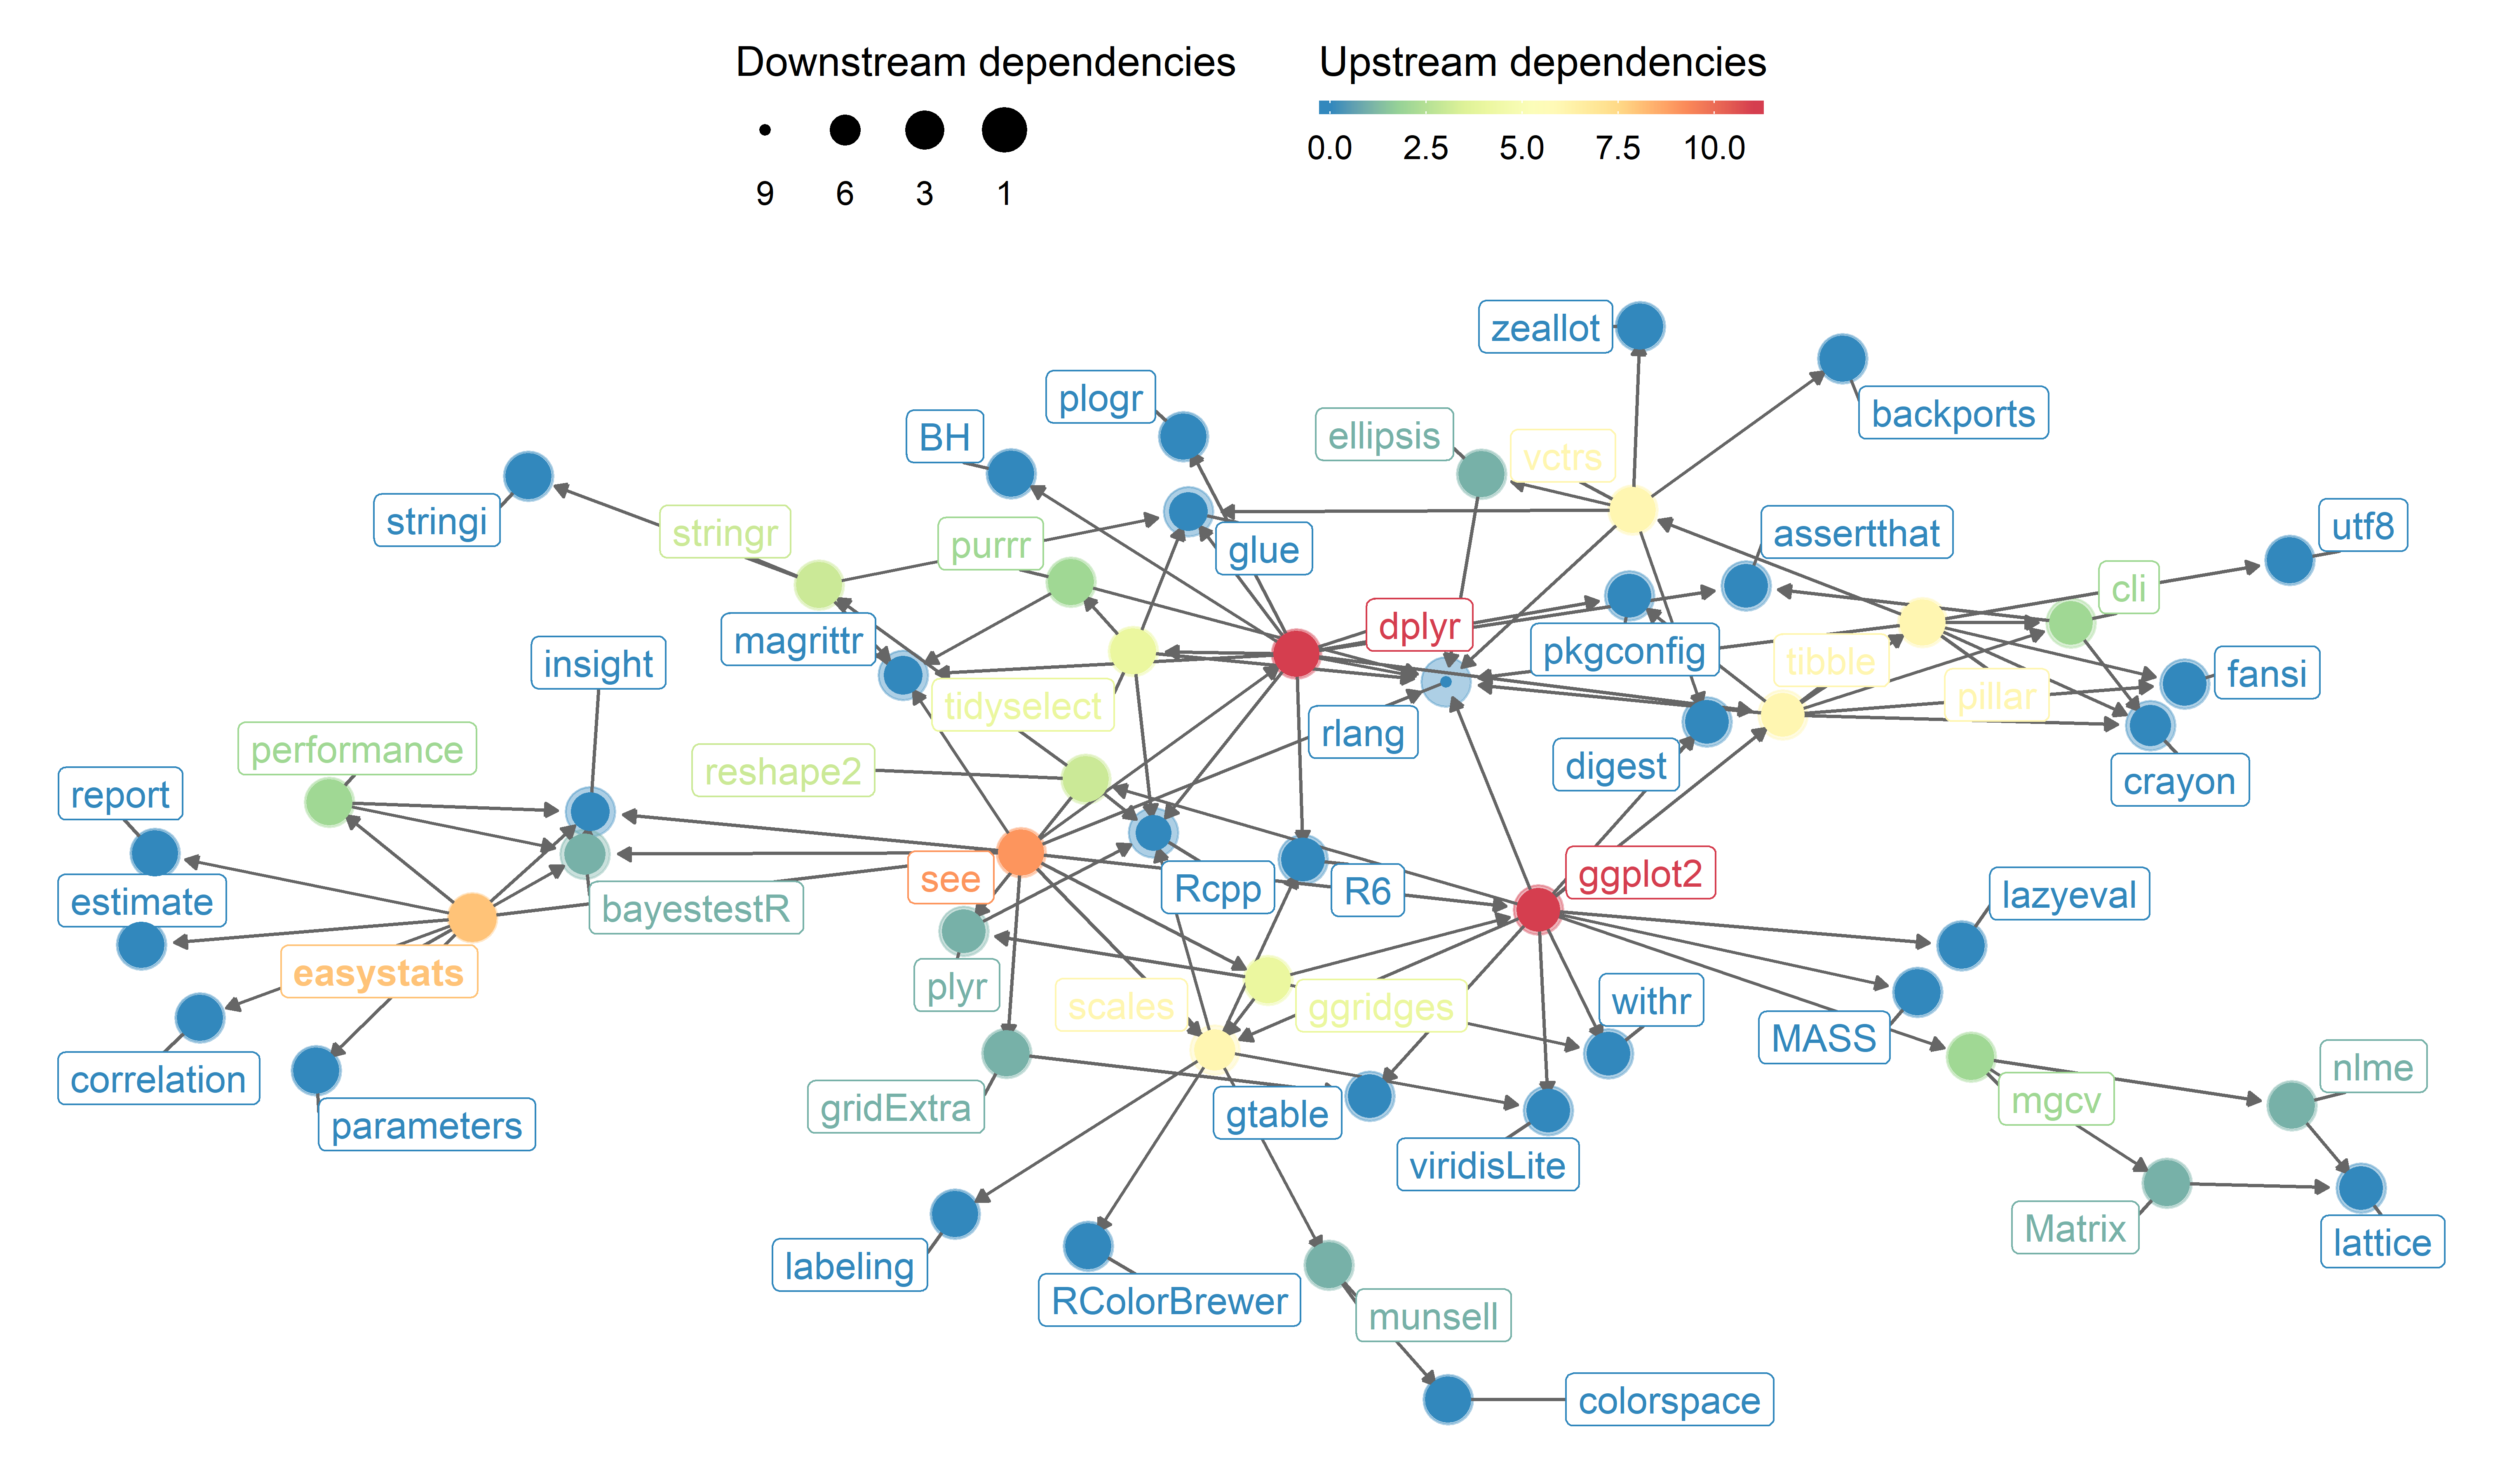 Downstream dependencies
9 6 3 1
Upstream dependencies
0.0 2.5 5.0 7.5 10.0
zeallot
plogr
backports
BH
ellipsis
vctrs
stringi
stringr
purrr
glue
assertthat
utf8
cli
magrittr
dplyr
insight
pkgconfig
tibble
fansi
tidyselect
pillar
rlang
performance
reshape2
digest
crayon
report
see
Rcpp
R6
ggplot2
lazyeval
estimate
bayestestR
easystats
plyr
scales
ggridges
withr
MASS
nlme
correlation
gridExtra
gtable
mgcv
parameters
viridisLite
Matrix
lattice
labeling
RColorBrewer
munsell
colorspace